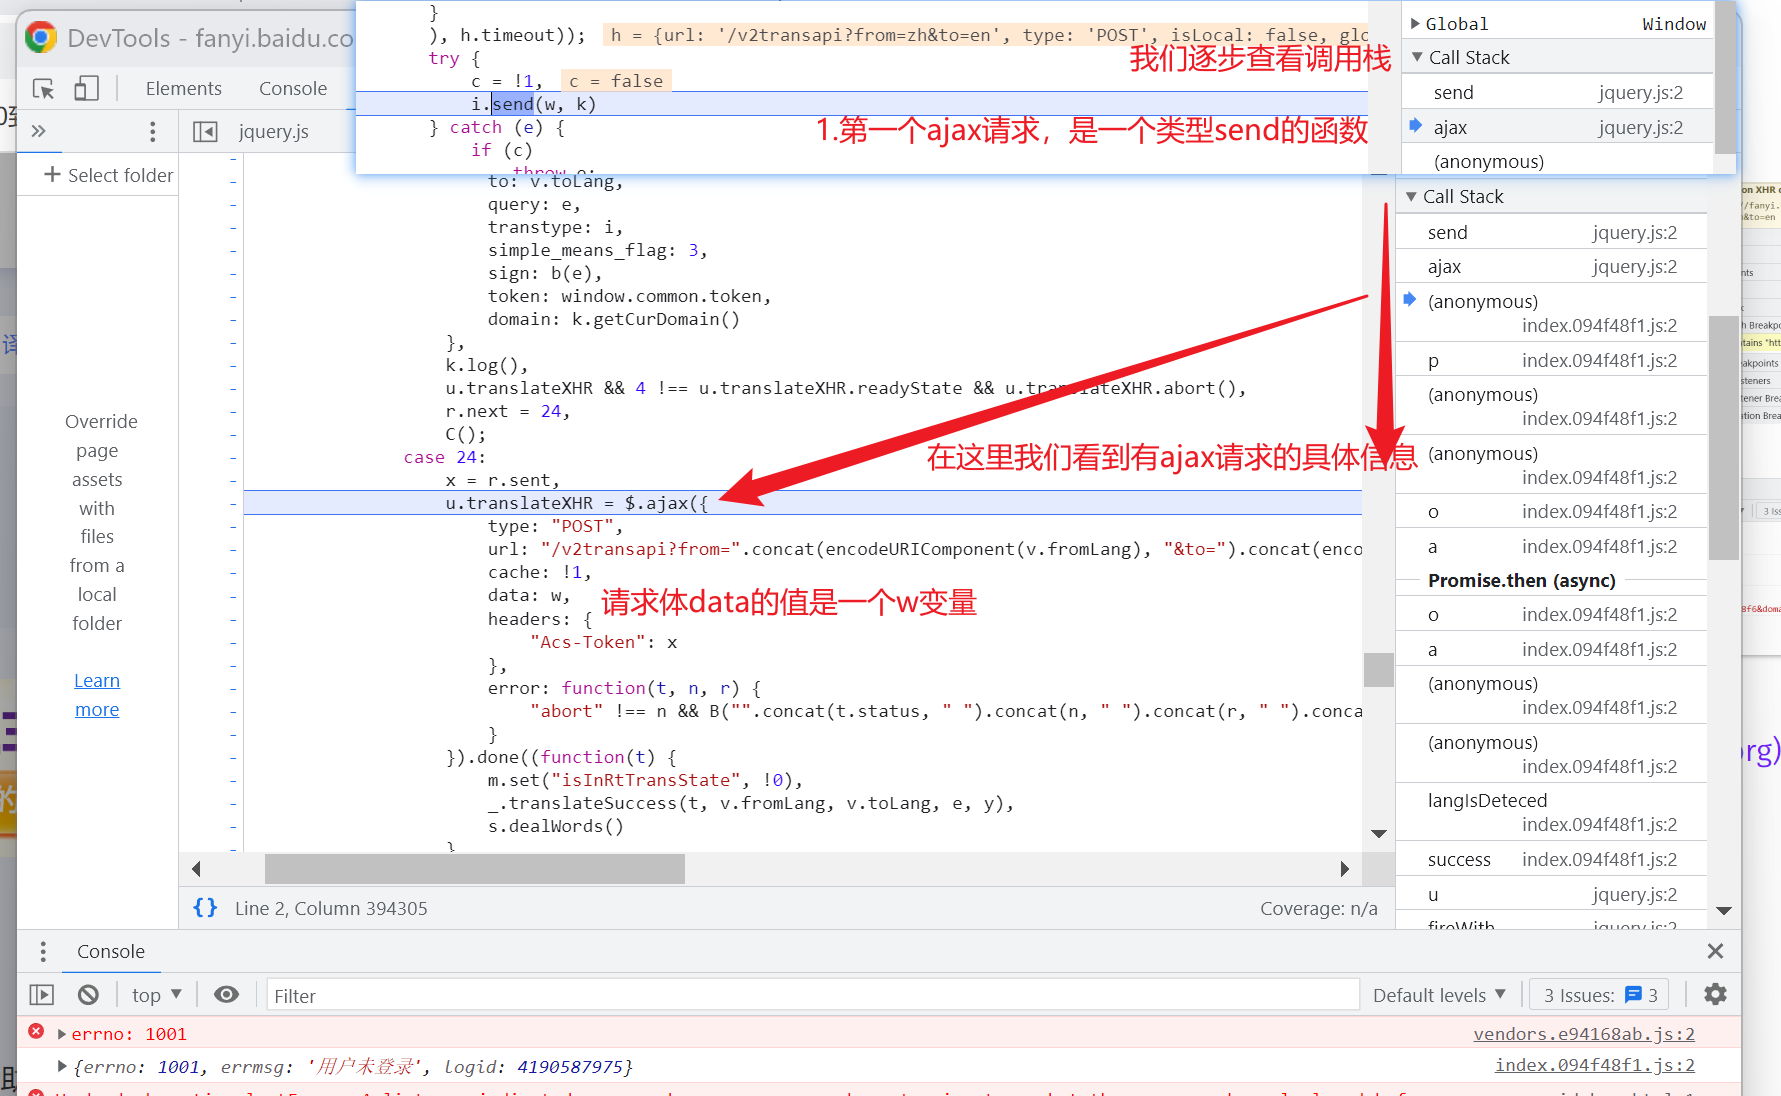 DevTools - fanyi.baidu.co
Elements
Console
}
), h.timeout)); h = {url: '/v2transapi?from=zh&to=en', type: 'POST', isLocal: false, glo
try {
我们逐步查看调用栈
c = !1, c = false
i.send(w, k)
} catch (e) {
1.第一个ajax请求，是一个类型send的函数
if (c)
throw e;
Global
Window
Call Stack
send
jquery.js:2
ajax
jquery.js:2
(anonymous)
jquery.js
+ Select folder
Override
page
assets
with
files
from a
local
folder
Learn
more
to: v.toLang,
query: e,
transtype: i,
simple_means_flag: 3,
sign: b(e),
token: window.common.token,
domain: k.getCurDomain()
},
k.log(),
u.translateXHR && 4 !== u.translateXHR.readyState && u.translateXHR.abort(),
r.next = 24,
C();
case 24:
在这里我们看到有ajax请求的具体信息
x = r.sent,
u.translateXHR = $.ajax({
type: "POST",
url: "/v2transapi?from=".concat(encodeURIComponent(v.fromLang), "&to=").concat(enco
cache: !1,
data: w,
请求体data的值是一个w变量
headers: {
"Acs-Token": x
},
error: function(t, n, r) {
"abort" !== n && B("".concat(t.status, " ").concat(n, " ").concat(r, " ").conca
}
}).done((function(t) {
m.set("isInRtTransState", !0),
_.translateSuccess(t, v.fromLang, v.toLang, e, y),
s.dealWords()
}
Call Stack
send
jquery.js:2
ajax
jquery.js:2
(anonymous)
index.094f48f1.js:2
p
index.094f48f1.js:2
(anonymous)
index.094f48f1.js:2
(anonymous)
index.094f48f1.js:2
o
index.094f48f1.js:2
a
index.094f48f1.js:2
Promise.then (async)
o
index.094f48f1.js:2
a
index.094f48f1.js:2
(anonymous)
index.094f48f1.js:2
(anonymous)
index.094f48f1.js:2
langIsDeteced
index.094f48f1.js:2
success
index.094f48f1.js:2
u
jquery.js:2
fireWith
jquery.js:2
{} Line 2, Column 394305
Coverage: n/a
Console
top
Filter
Default levels
3 Issues: 3
errno: 1001
vendors.e94168ab.js:2
{errno: 1001, errmsg: '用户未登录', logid: 4190587975}
index.094f48f1.js:2